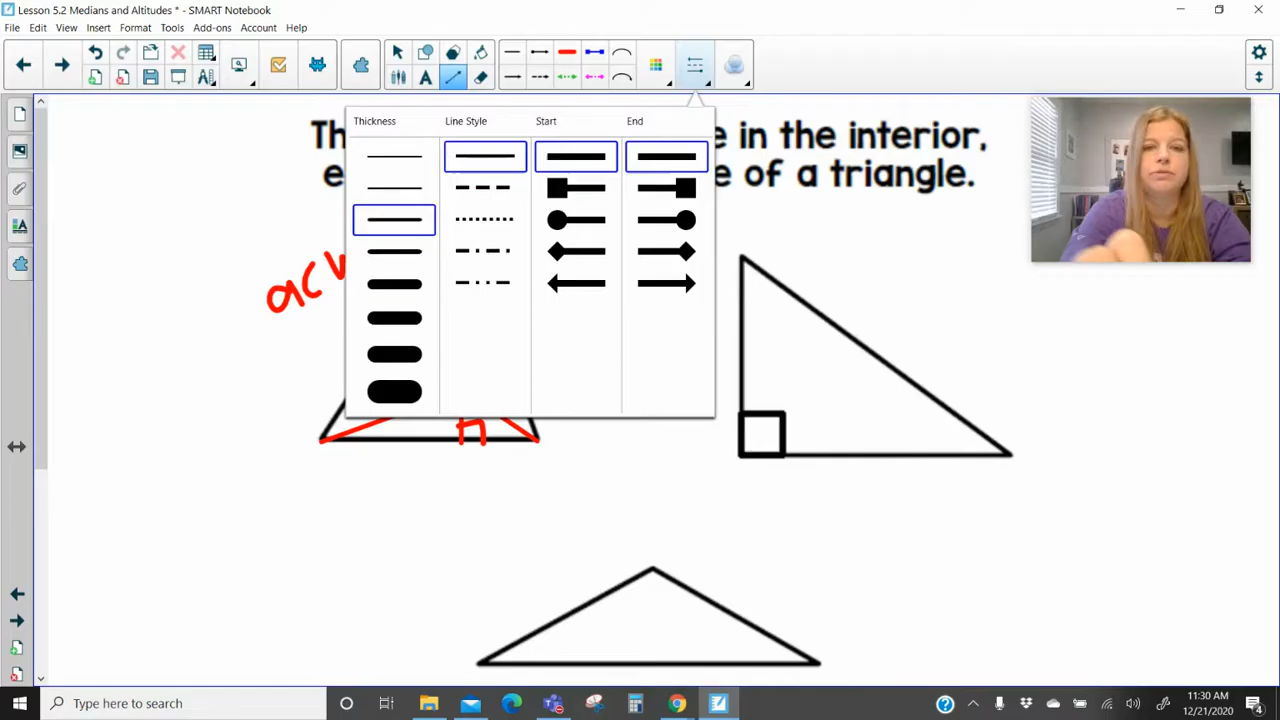 Lesson 5.2 Medians and Altitudes * - SMART Notebook
File Edit View Insert Format Tools Add-ons Account Help
Thickness Line Style Start End
Th e in the interior,
e e of a triangle.
acu
Type here to search
11:30 AM
12/21/2020
4